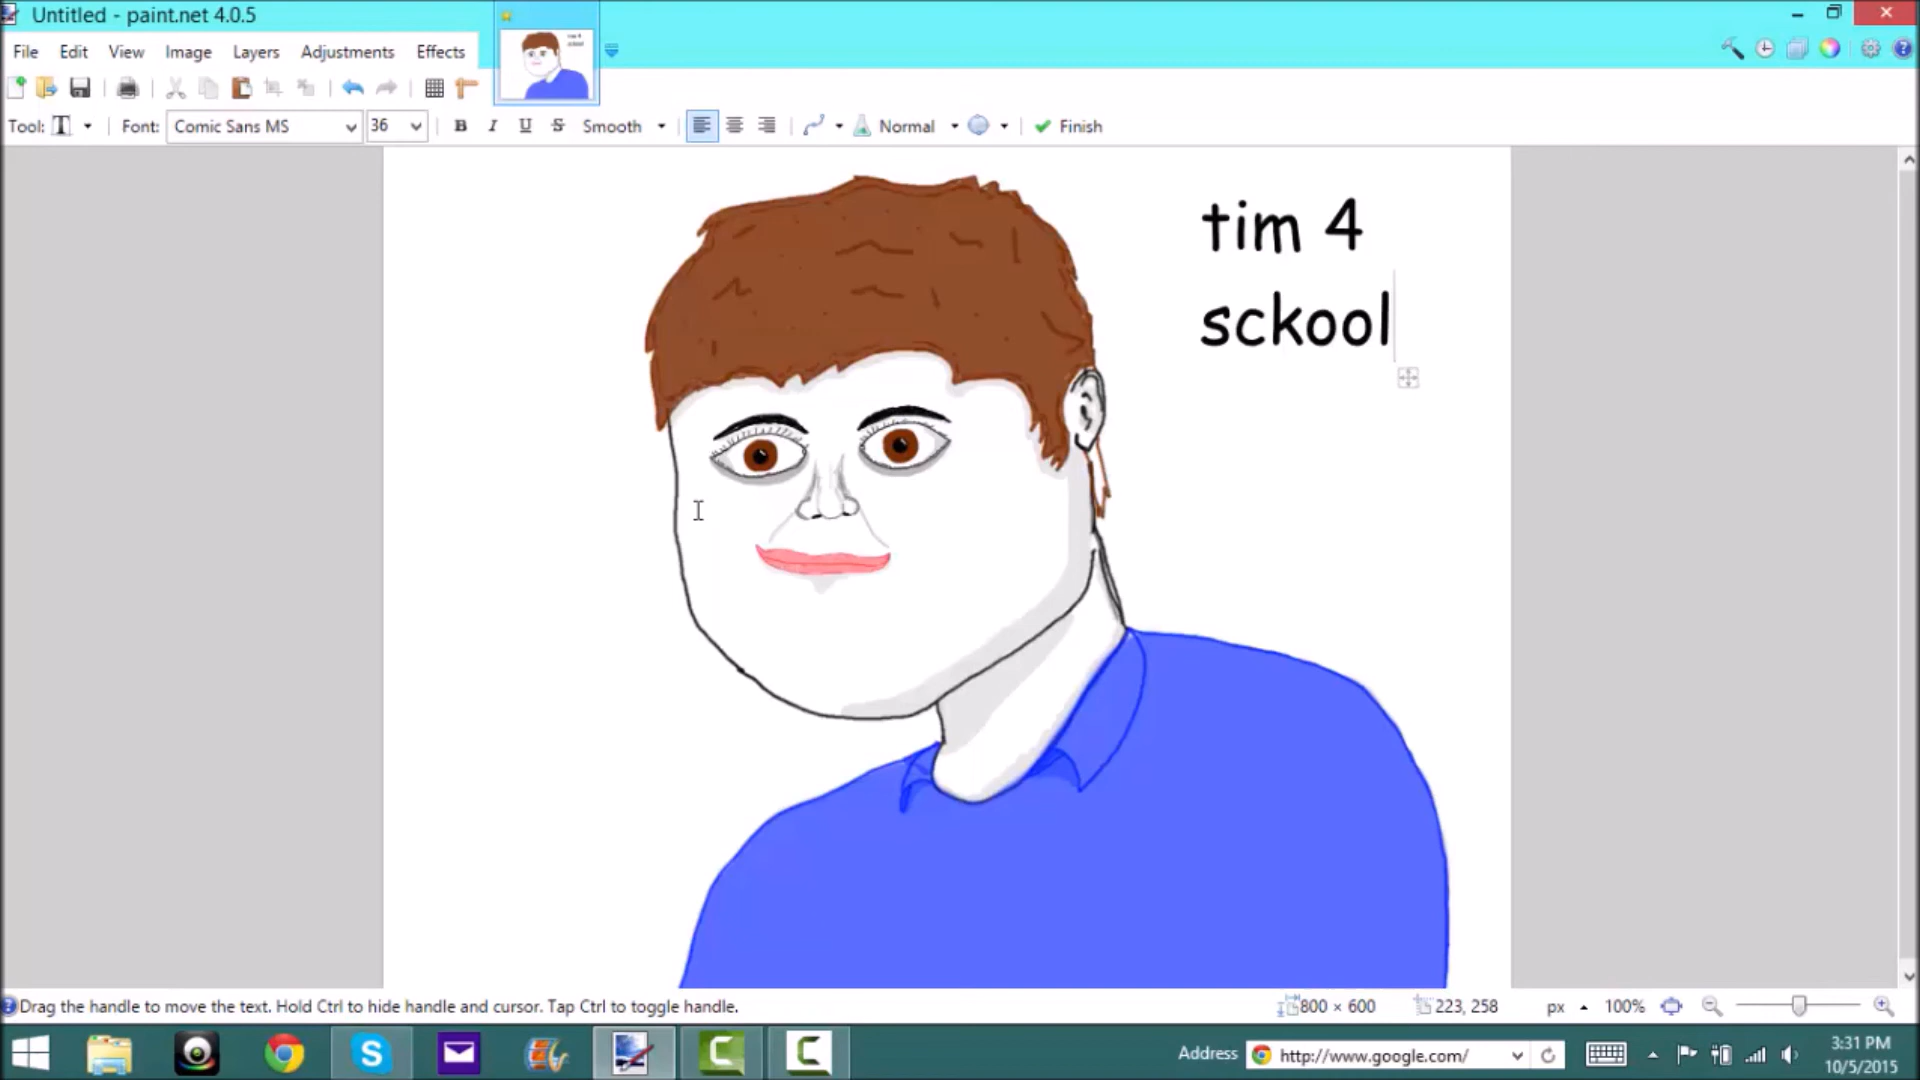 Untitled - paint.net 4.0.5
File Edit View Image Layers Adjustments Effects
tim 4
school
Tool: T Font: Comic Sans MS 36 B I U S Smooth Normal Finish
tim 4
sckool
Drag the handle to move the text. Hold Ctrl to hide handle and cursor. Tap Ctrl to toggle handle.
800 × 600 223, 258 px 100%
Address http://www.google.com/
3:31 PM
10/5/2015